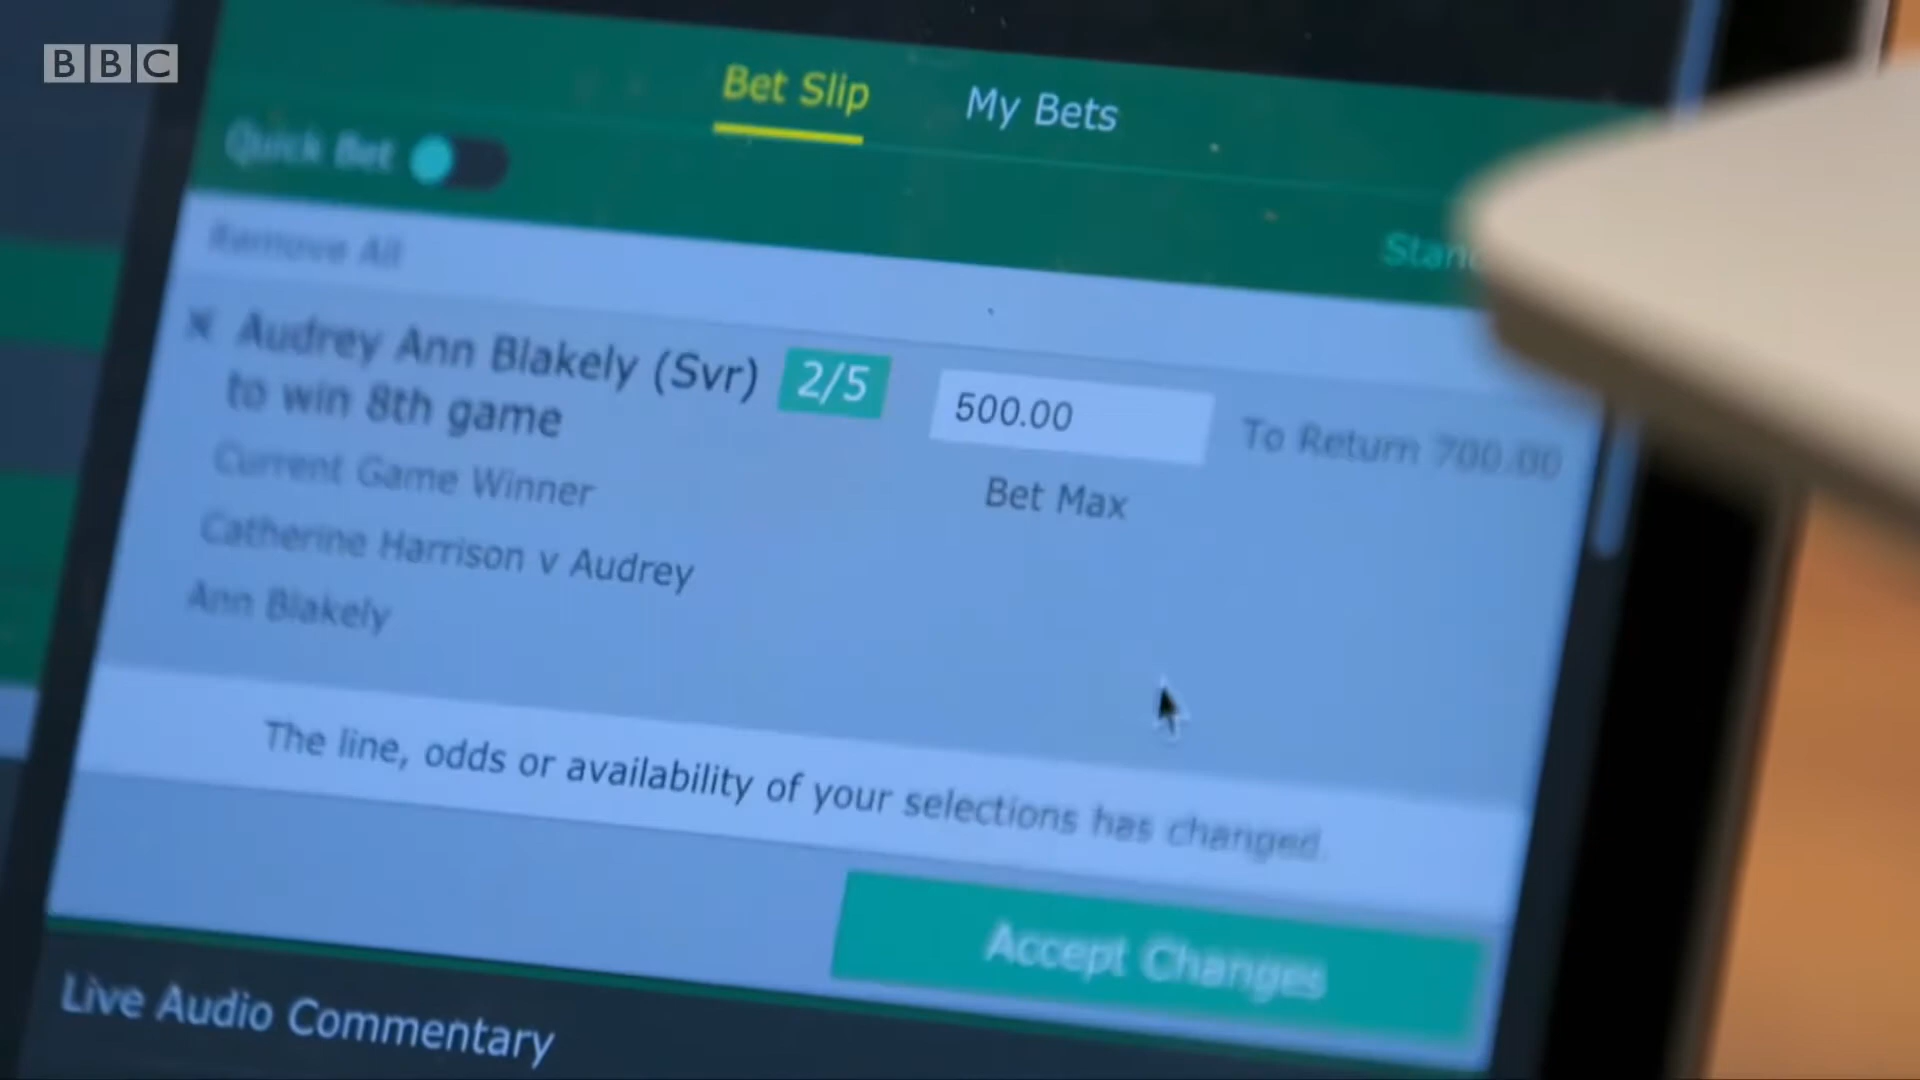 BBC
Bet Slip My Bets
Quick Bet
Remove All
X Audrey Ann Blakely (Svr) 2/5 500.00 To Return 700.00
to win 8th game
Current Game Winner Bet Max
Catherine Harrison v Audrey
Ann Blakely
The line, odds or availability of your selections has changed.
Accept Changes
Live Audio Commentary